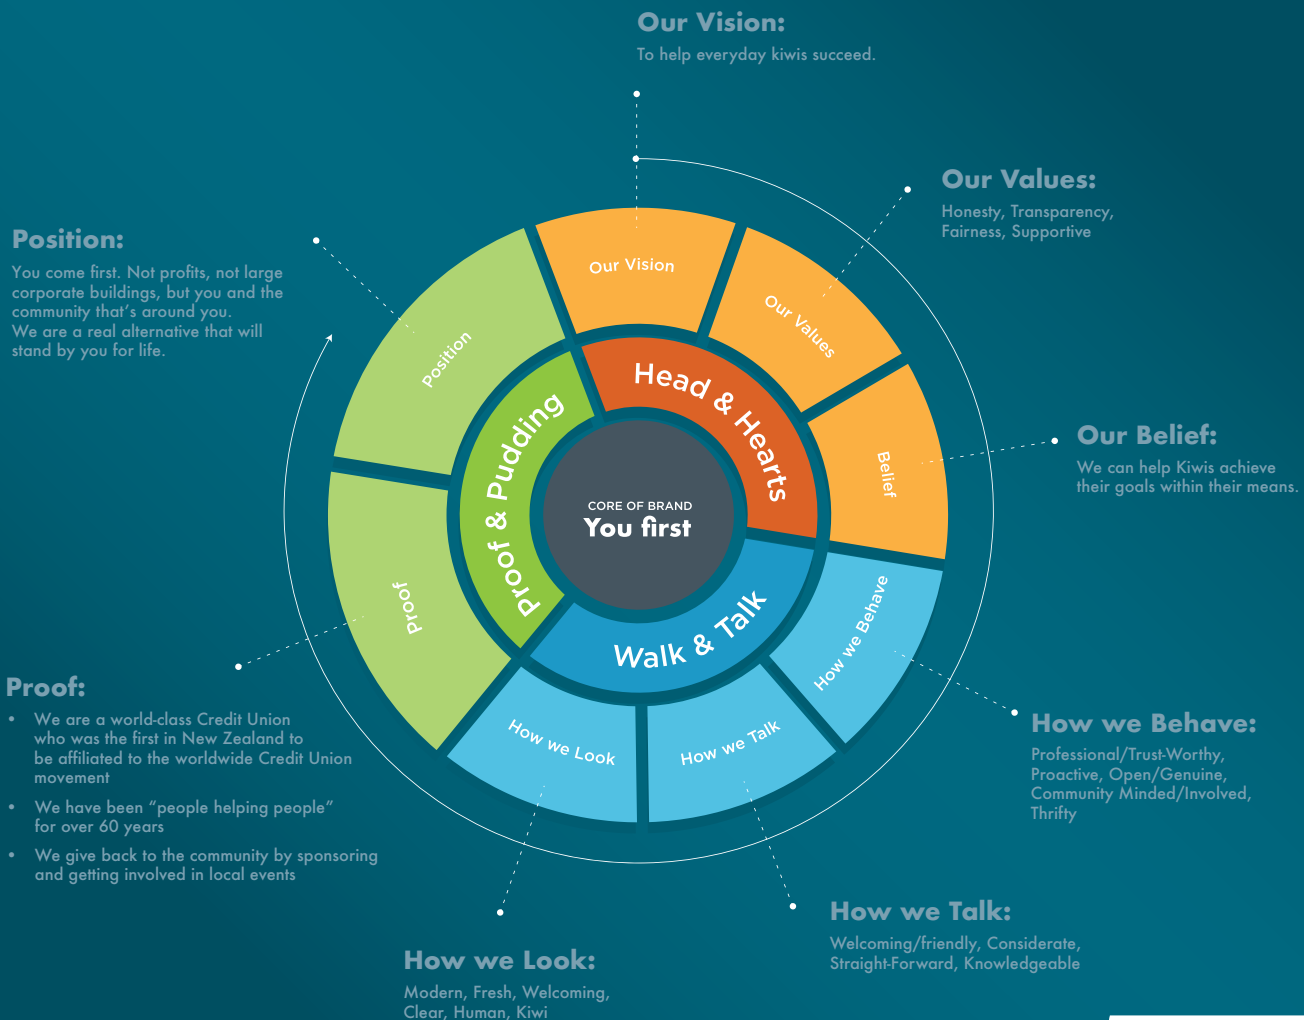 Our Vision:
To help everyday kiwis succeed.
Our Values:
Honesty, Transparency,
Fairness, Supportive
Position:
You come first. Not profits, not large
corporate buildings, but you and the
community that's around you.
We are a real alternative that will
stand by you for life.
Our Vision
Our Values
Position
Head & Hearts
Proof & Pudding
Belief
Our Belief:
We can help Kiwis achieve
their goals within their means.
CORE OF BRAND
You first
Proof
Walk & Talk
How we Behave
How we Look
How we Talk
Proof:
• We are a world-class Credit Union
who was the first in New Zealand to
be affiliated to the worldwide Credit Union
movement
• We have been “people helping people”
for over 60 years
• We give back to the community by sponsoring
and getting involved in local events
How we Behave:
Professional/Trust-Worthy,
Proactive, Open/Genuine,
Community Minded/Involved,
Thrifty
How we Talk:
Welcoming/friendly, Considerate,
Straight-Forward, Knowledgeable
How we Look:
Modern, Fresh, Welcoming,
Clear, Human, Kiwi